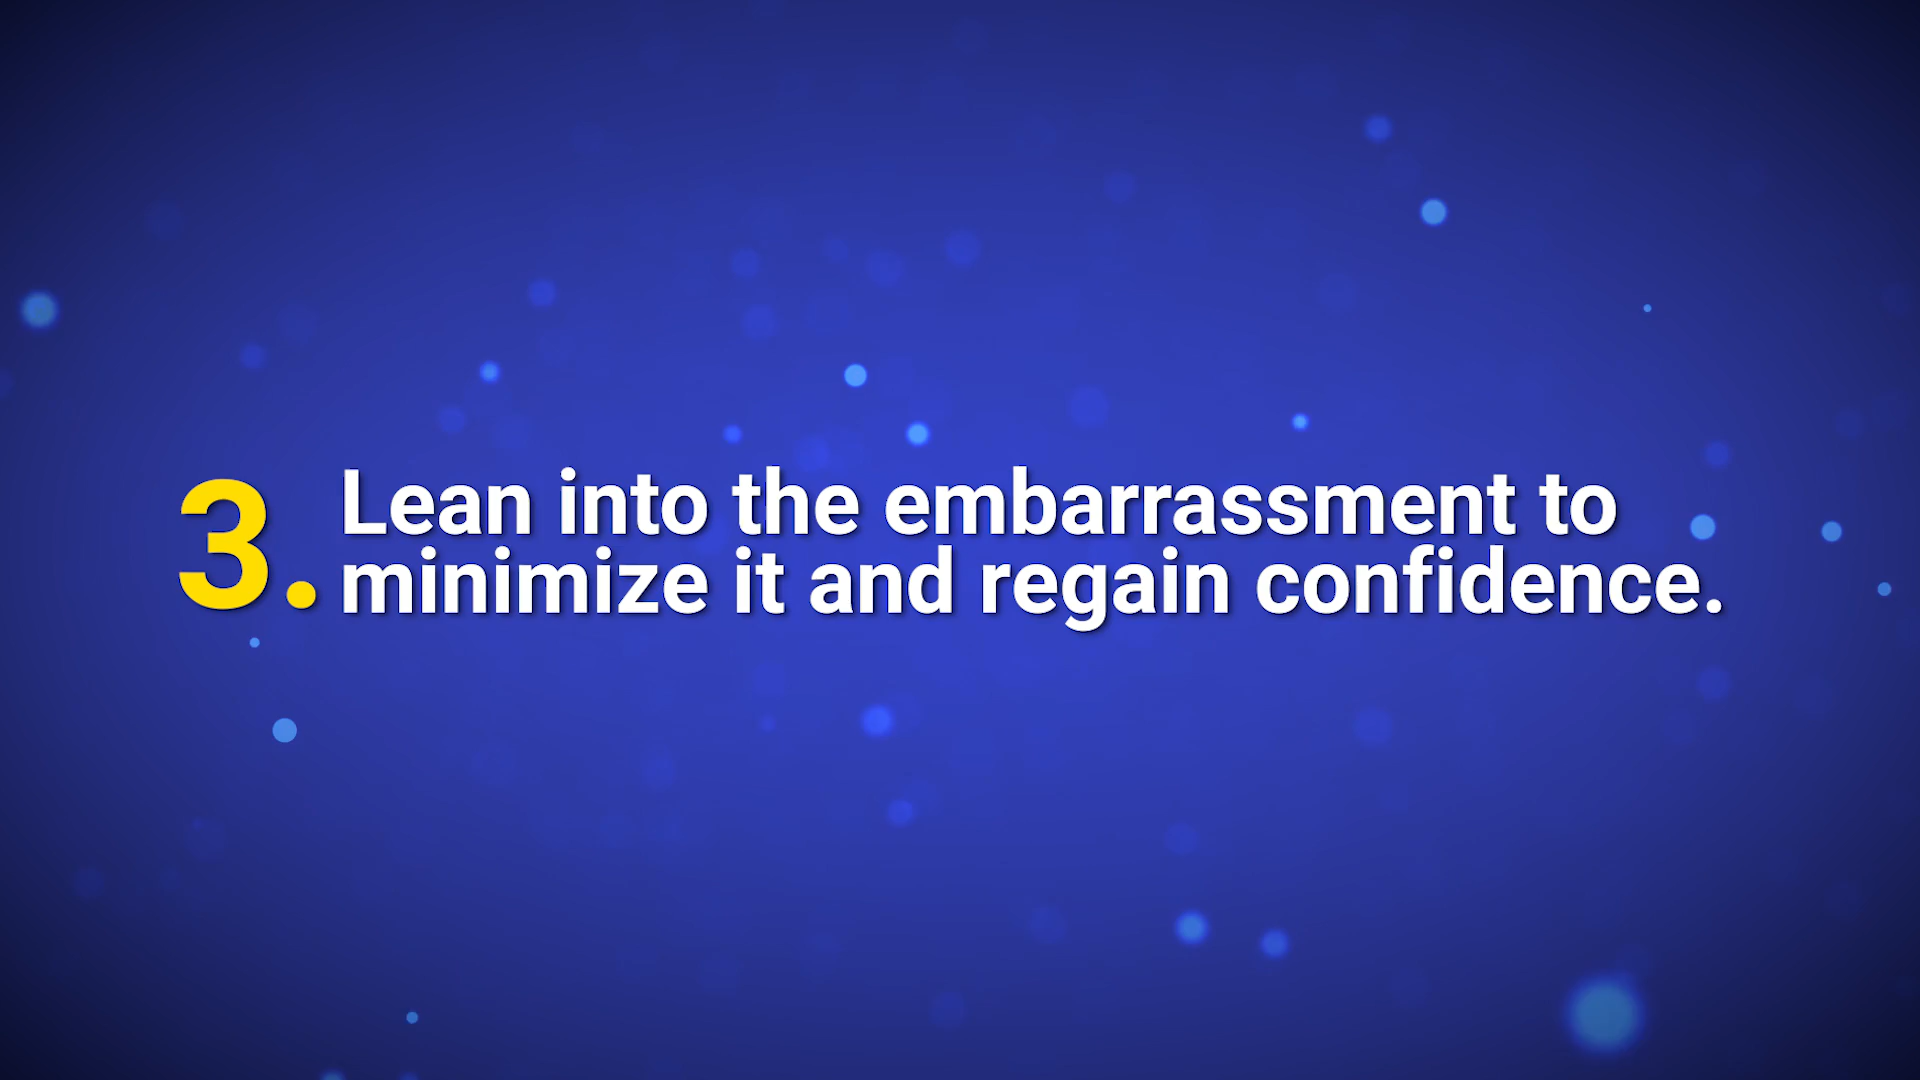 3. Lean into the embarrassment to
minimize it and regain confidence.